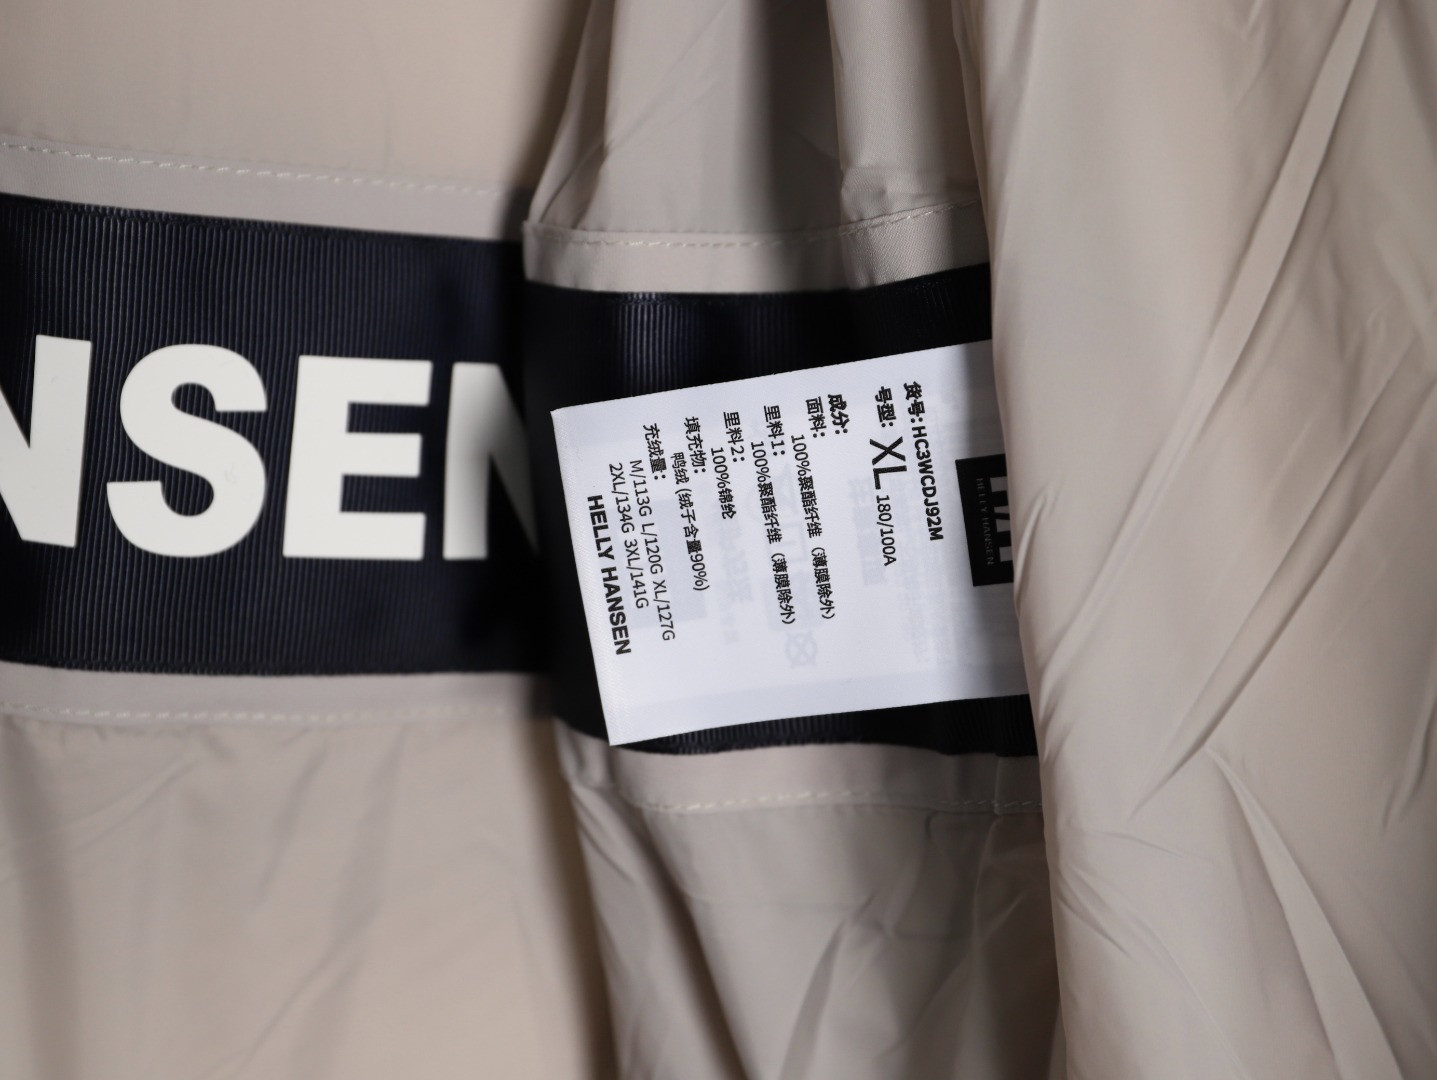 NSEN
HELLY HANSEN
货号: HC3WCDJ92M
号型: XL 180/100A
成分:
面料:
100%聚酯纤维 (薄膜除外)
里料1:
100%聚酯纤维 (薄膜除外)
里料2:
100%锦纶
填充物:
鸭绒 (绒子含量90%)
充绒量:
M/113G L/120G XL/127G
2XL/134G 3XL/141G
HELLY HANSEN